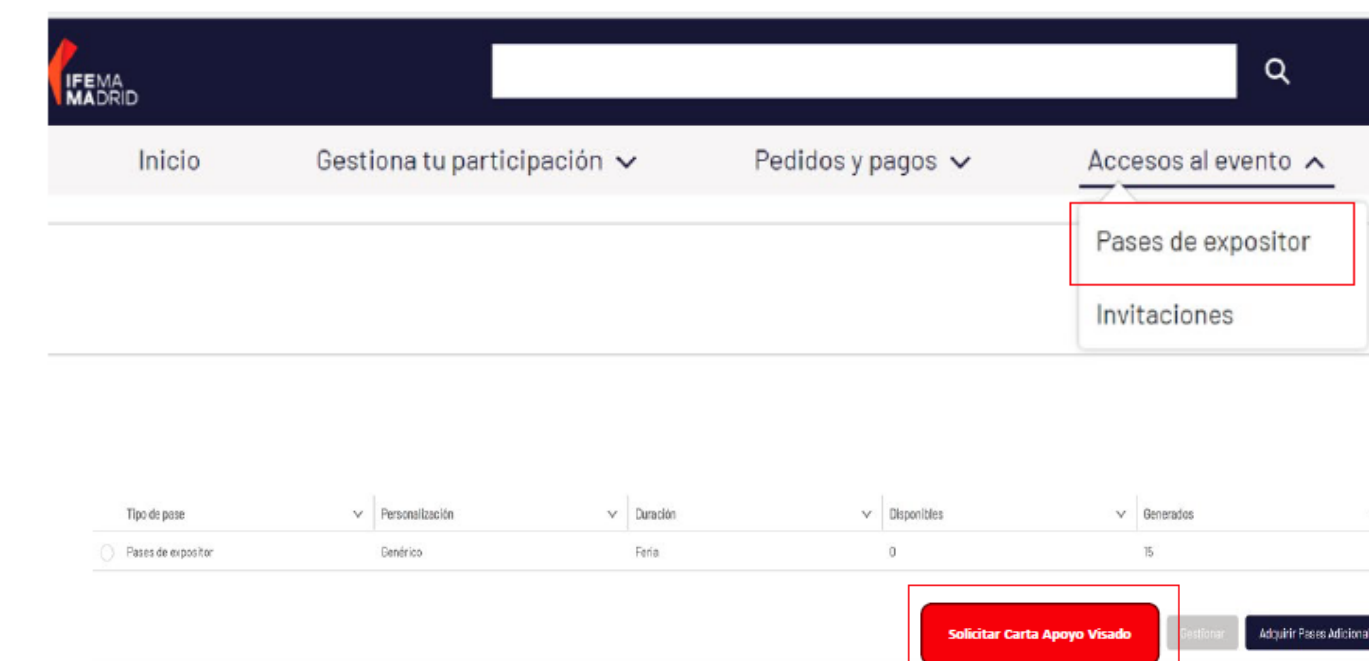 IFEMA
MADRID
Inicio Gestiona tu participación Pedidos y pagos Accesos al evento
Pases de expositor
Invitaciones
Tipo de pase Personalización Duración Disponibles Generados
Pases de expositor Genérico Feria 0 15
Solicitar Carta Apoyo Visado Gestionar Adquirir Pases Adicional